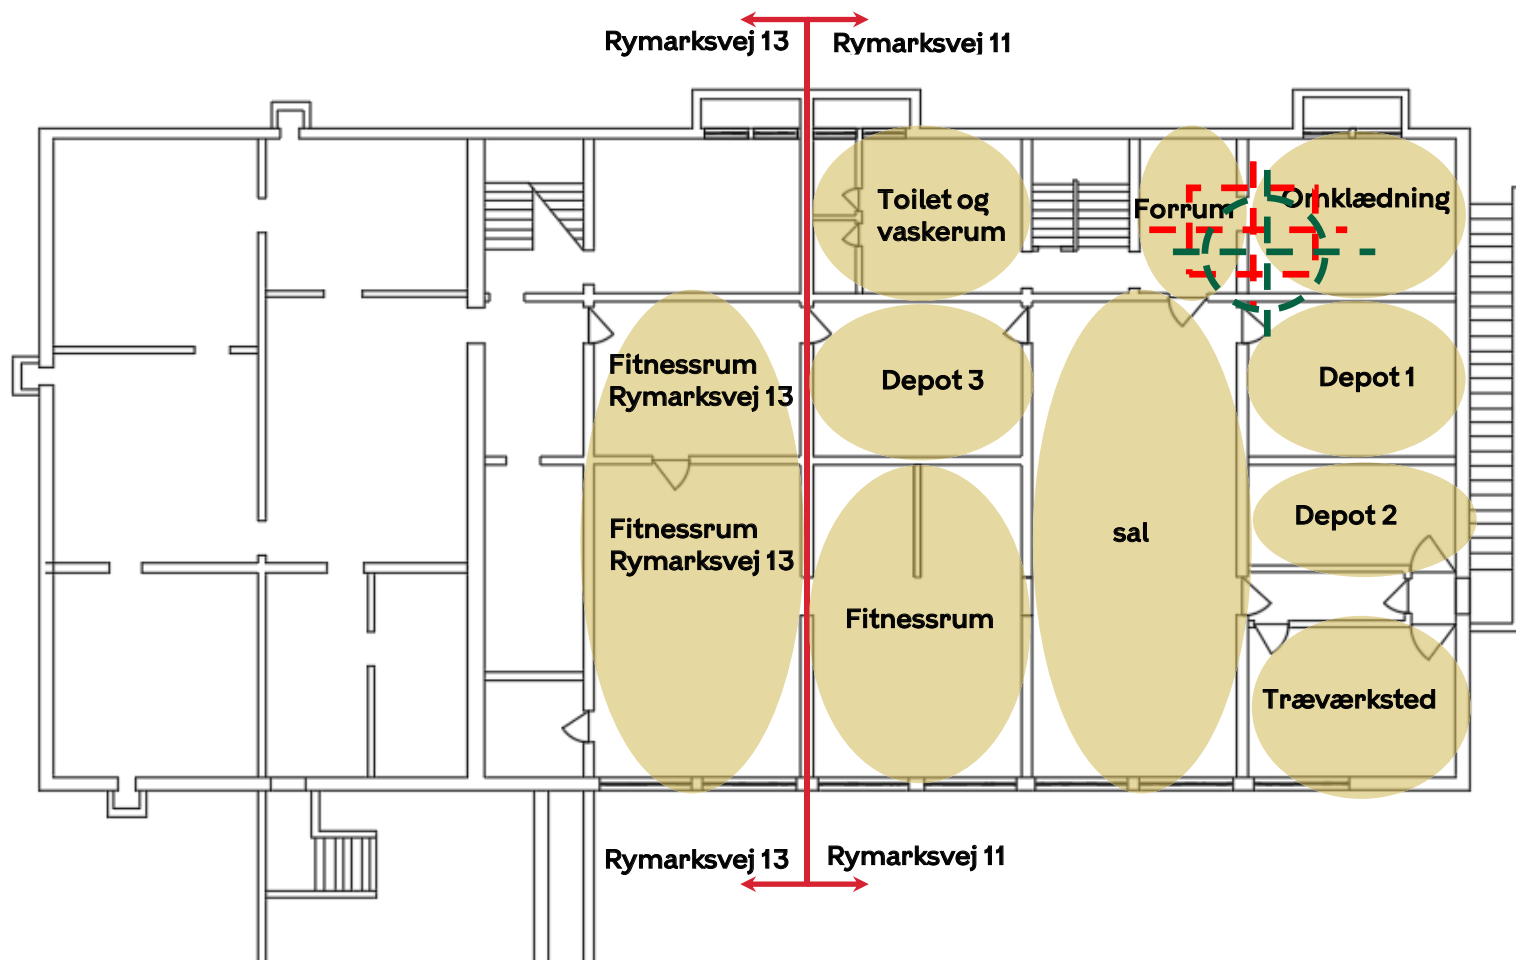 Rymarksvej 13
Rymarksvej 11
Toilet og
vaskerum
Forrum
Omklædning
Fitnessrum
Rymarksvej 13
Depot 3
Depot 1
Fitnessrum
Rymarksvej 13
sal
Depot 2
Fitnessrum
Træværksted
Rymarksvej 13
Rymarksvej 11